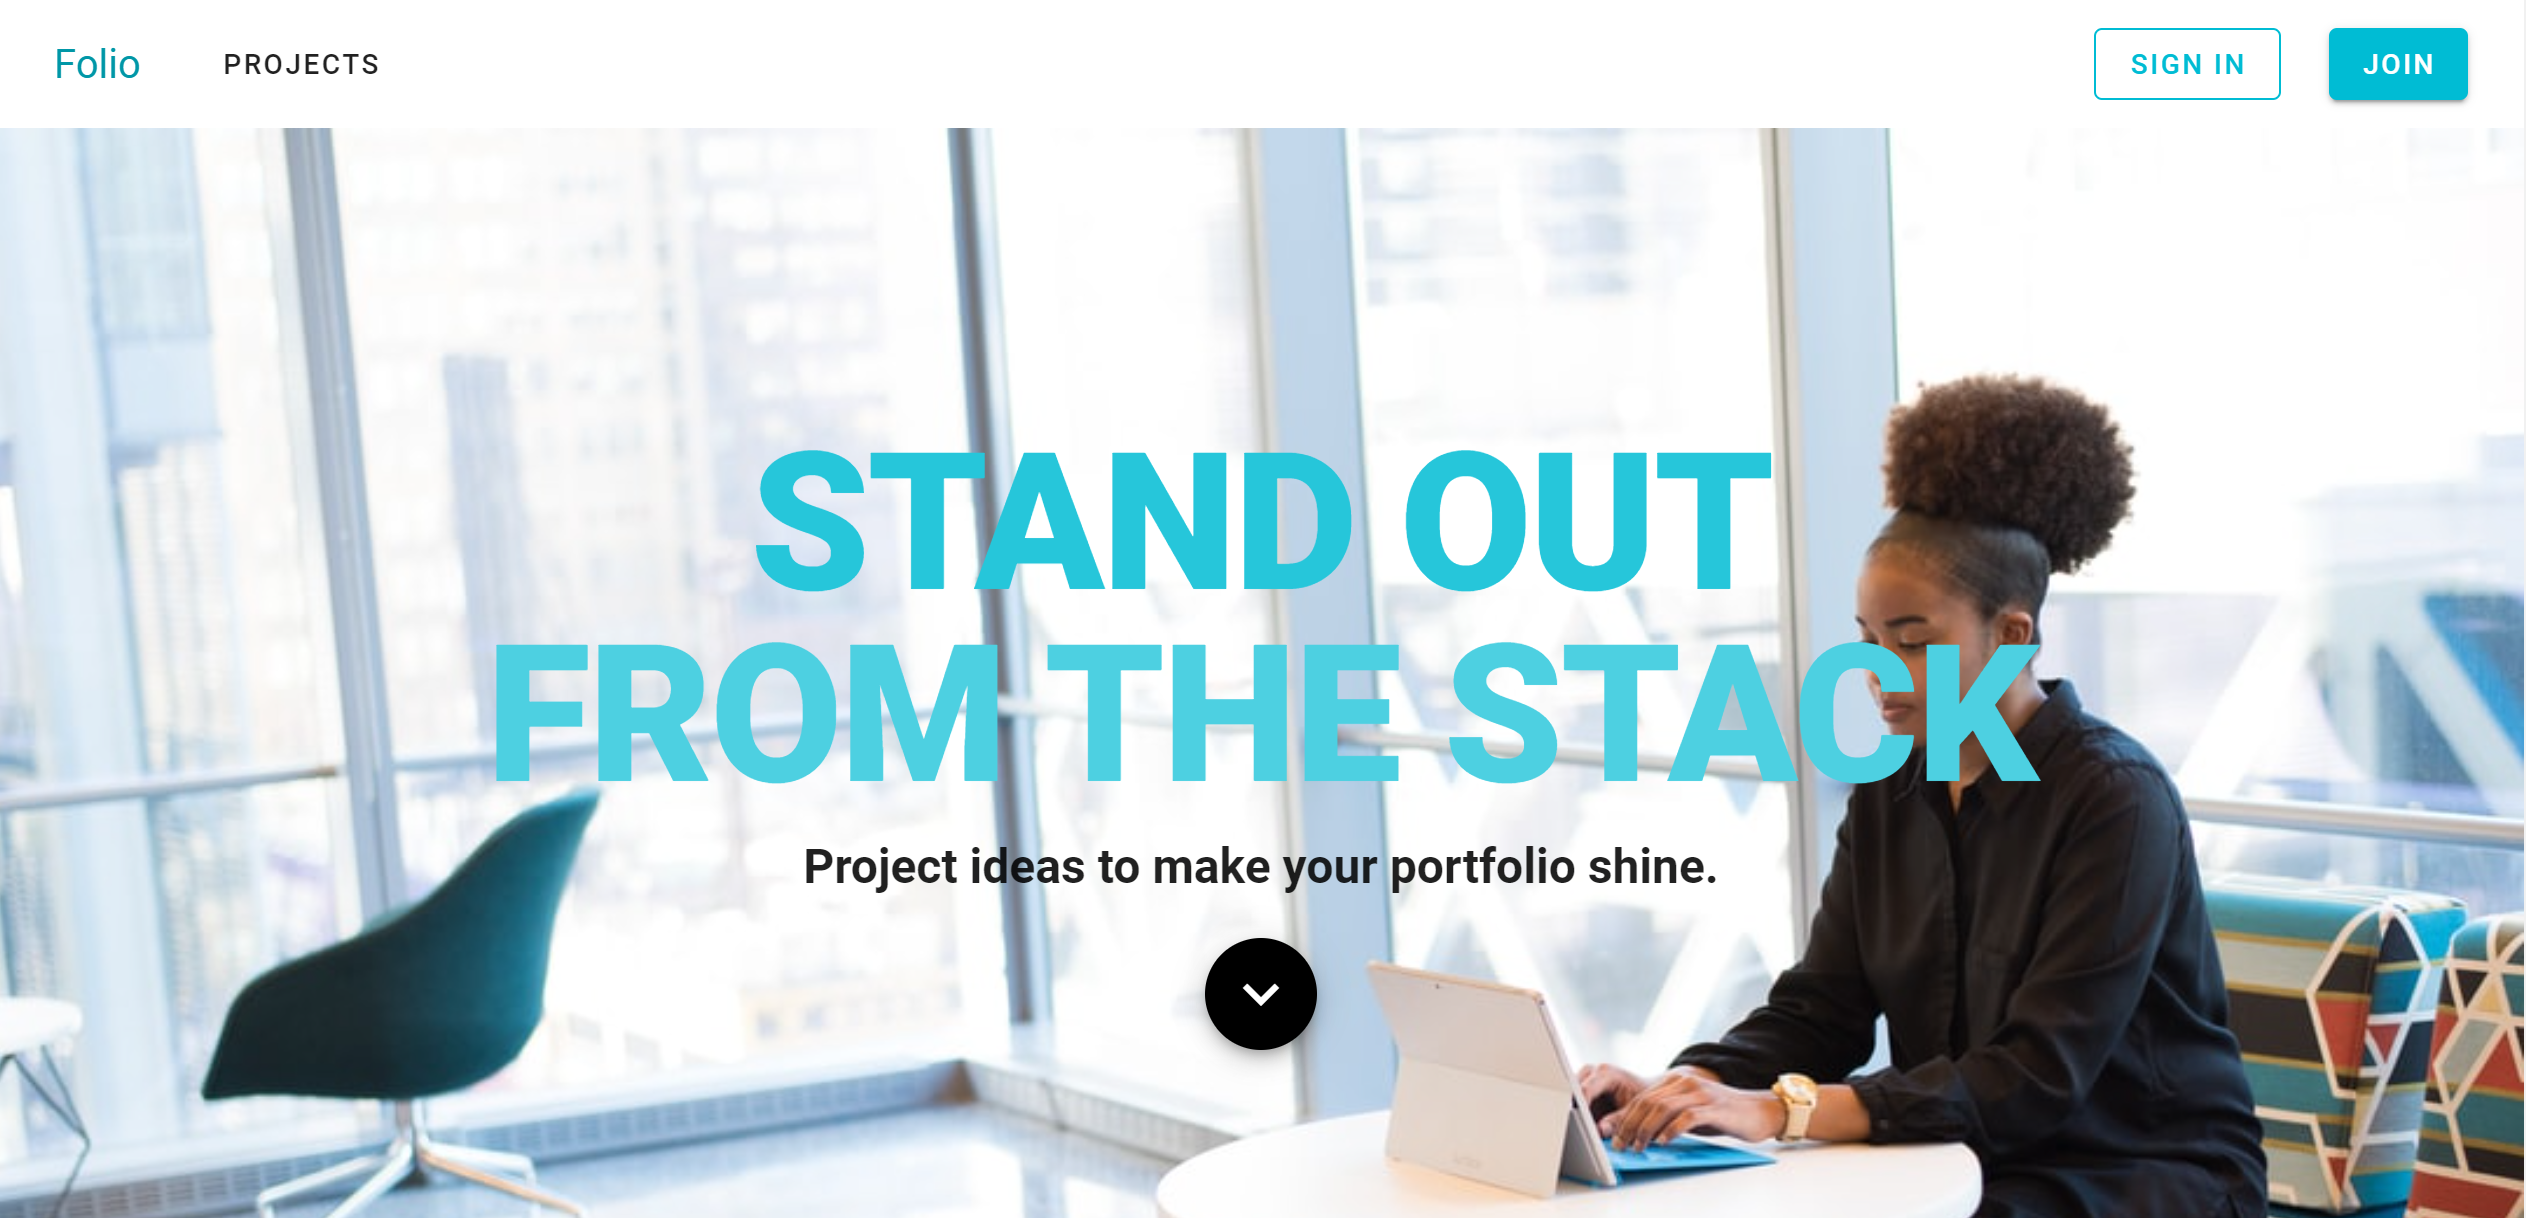 Folio PROJECTS SIGN IN JOIN
STAND OUT
FROM THE STACK
Project ideas to make your portfolio shine.